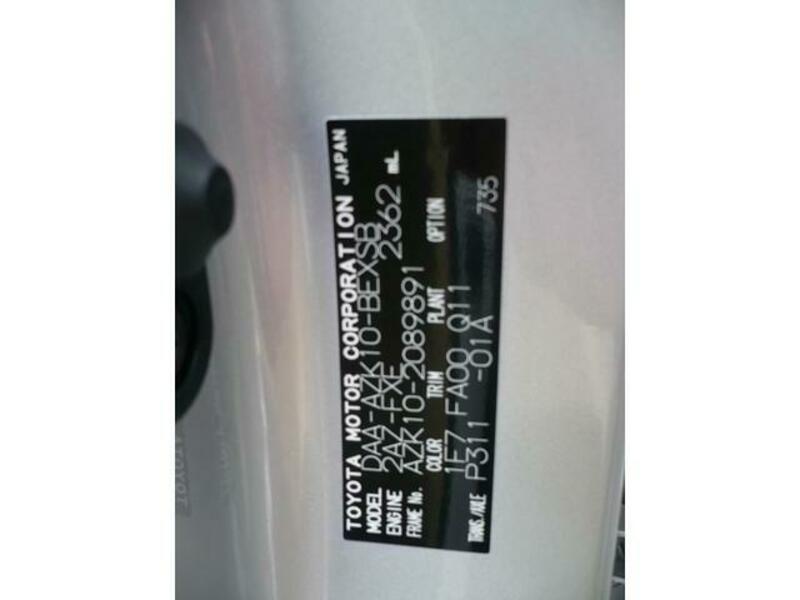 TOYOTA MOTOR CORPORATION JAPAN
MODEL DAA-AZK10-BEXSB
ENGINE 2AZ-FXE 2362 mL
FRAME No. AZK10-2089891
COLOR TRIM PLANT OPTION
1E7 FA00 Q11
TRANS./AXLE P311 -01A 735